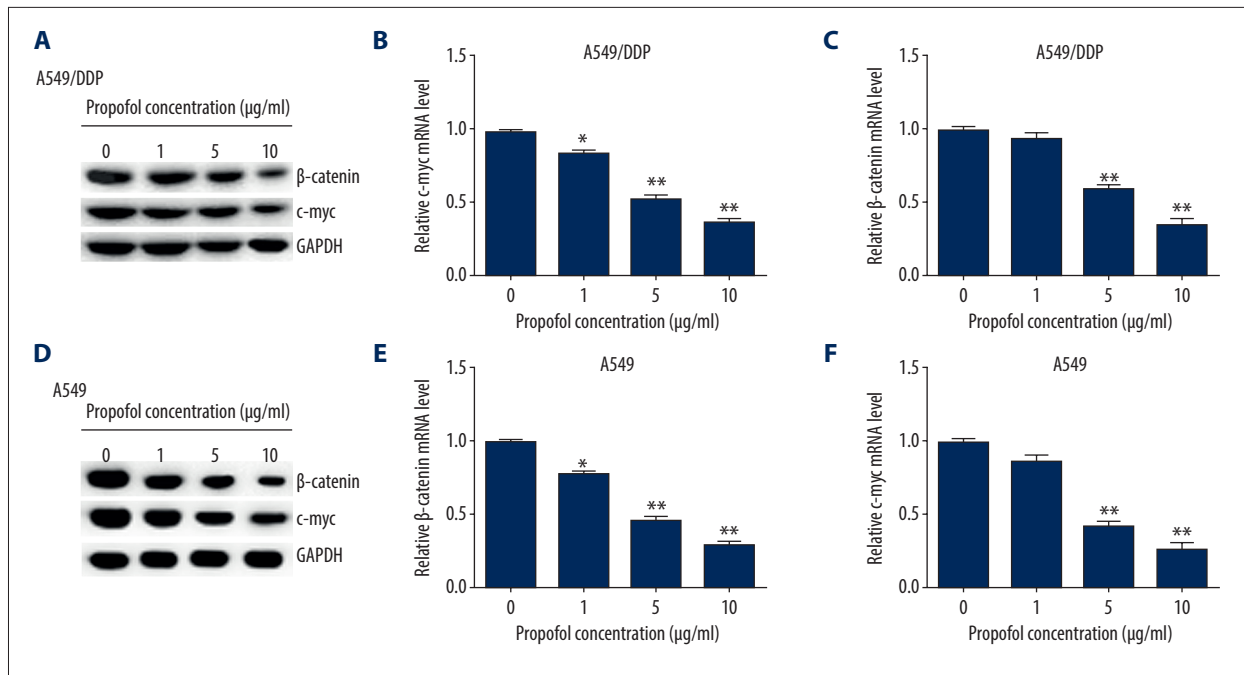 A
A549/DDP
Propofol concentration (µg/ml)
0 1 5 10
β-catenin
c-myc
GAPDH
B
A549/DDP
Relative c-myc mRNA level
1.5
1.0
0.5
0.0
*
**
**
0 1 5 10
Propofol concentration (µg/ml)
C
A549/DDP
Relative β-catenin mRNA level
1.5
1.0
0.5
0.0
**
**
0 1 5 10
Propofol concentration (µg/ml)
D
A549
Propofol concentration (µg/ml)
0 1 5 10
β-catenin
c-myc
GAPDH
E
A549
Relative β-catenin mRNA level
1.5
1.0
0.5
0.0
*
**
**
0 1 5 10
Propofol concentration (µg/ml)
F
A549
Relative c-myc mRNA level
1.5
1.0
0.5
0.0
**
**
0 1 5 10
Propofol concentration (µg/ml)